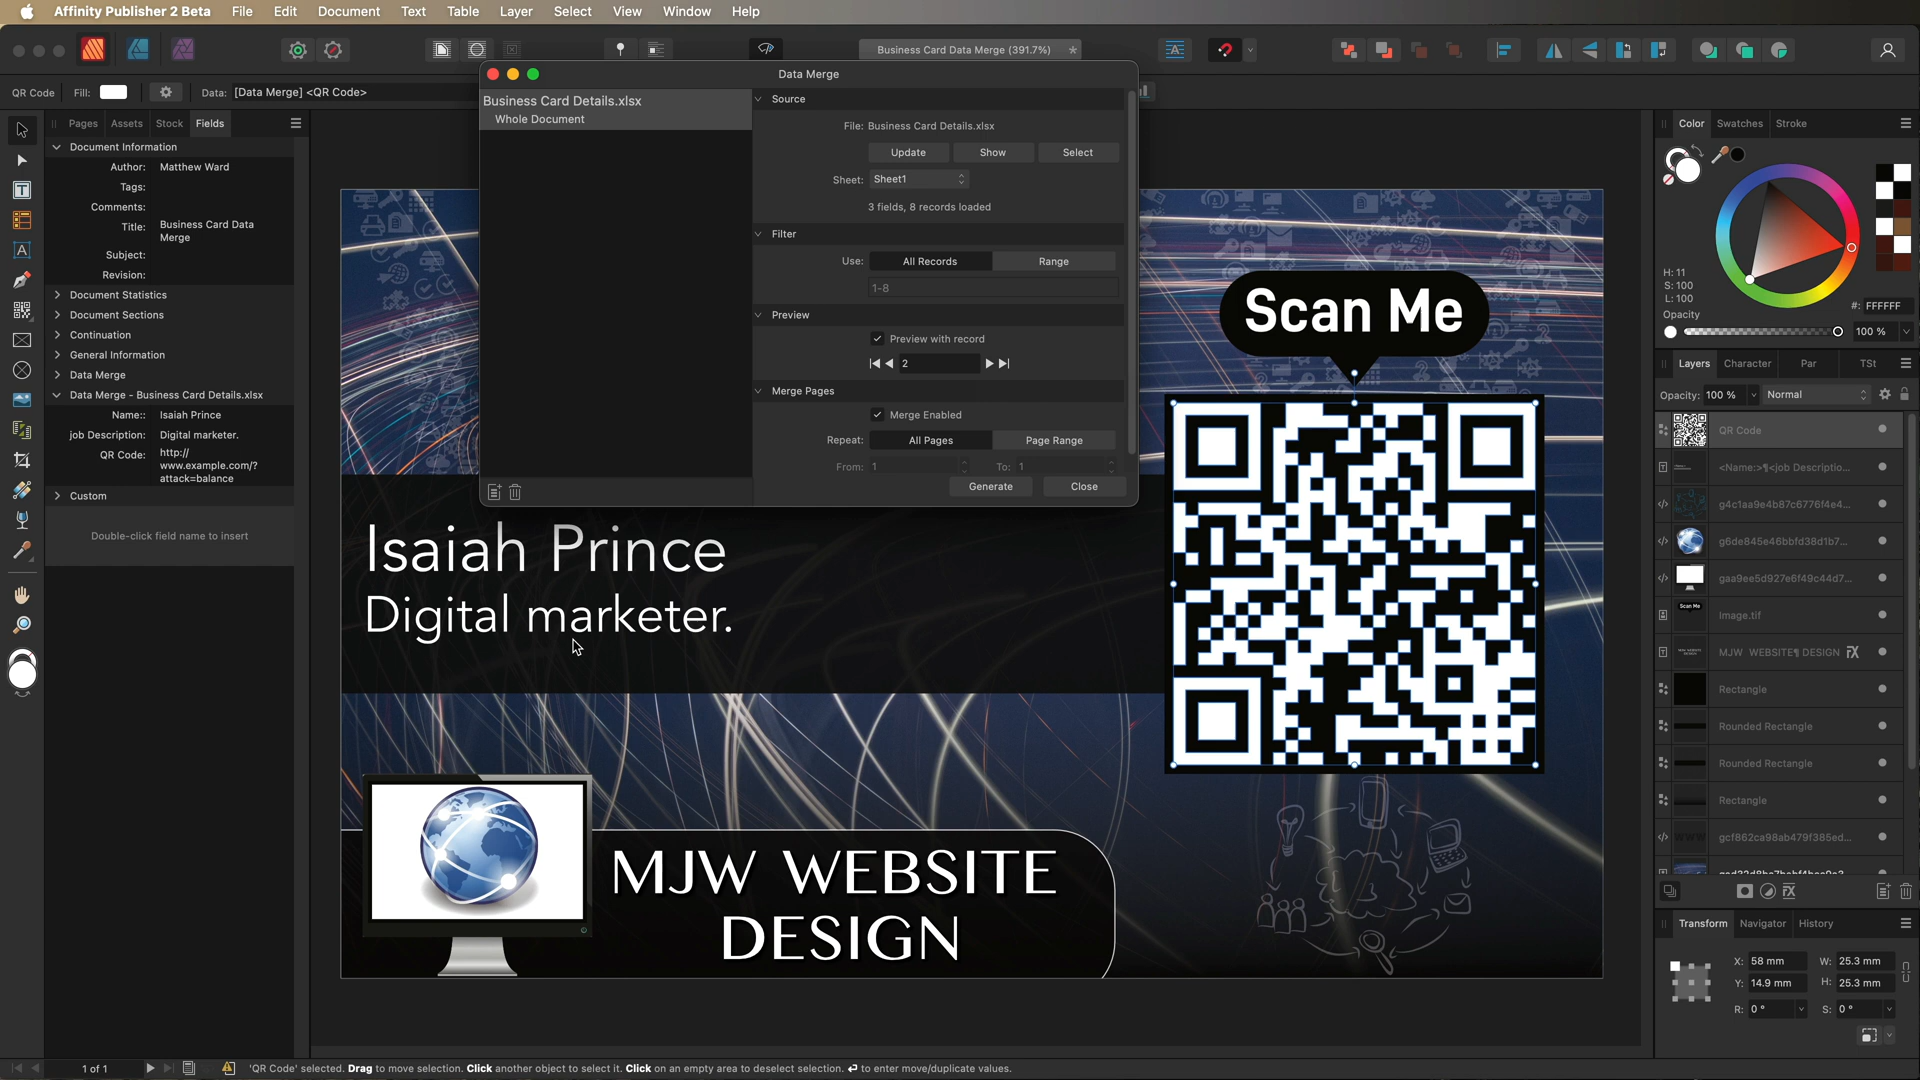 Affinity Publisher 2 Beta File Edit Document Text Table Layer Select View Window Help
Business Card Data Merge (391.7%)
QR Code Fill: Data: [Data Merge] <QR Code>
Pages Assets Stock Fields
Document Information
Author: Matthew Ward
Tags:
Comments:
Title: Business Card Data
Merge
Subject:
Revision:
Document Statistics
Document Sections
Continuation
General Information
Data Merge
Data Merge - Business Card Details.xlsx
Name:: Isaiah Prince
job Description: Digital marketer.
QR Code: http://
www.example.com/?
attack=balance
Custom
Double-click field name to insert
Data Merge
Business Card Details.xlsx
Whole Document
Source
File: Business Card Details.xlsx
Update Show Select
Sheet: Sheet1
3 fields, 8 records loaded
Filter
Use: All Records Range
1-8
Preview
Preview with record
2
Merge Pages
Merge Enabled
Repeat: All Pages Page Range
From: 1 To: 1
Generate Close
Scan Me
Isaiah Prince
Digital marketer.
MJW WEBSITE
DESIGN
Color Swatches Stroke
H: 11
S: 100
L: 100
#: FFFFFF
Opacity
100 %
Layers Character Par TSt
Opacity: 100 % Normal
QR Code
<Name:>¶<job Descriptio...
g4c1aa9e4b87c6776f4e4...
g6de845e46bbfd38d1b7...
gaa9ee5d927e6f49c44d7...
Image.tif
MJW WEBSITE¶ DESIGN
Rectangle
Rounded Rectangle
Rounded Rectangle
Rectangle
gcf862ca98ab479f385ed...
Transform Navigator History
X: 58 mm W: 25.3 mm
Y: 14.9 mm H: 25.3 mm
R: 0 ° S: 0 °
1 of 1
'QR Code' selected. Drag to move selection. Click another object to select it. Click on an empty area to deselect selection. ↵ to enter move/duplicate values.